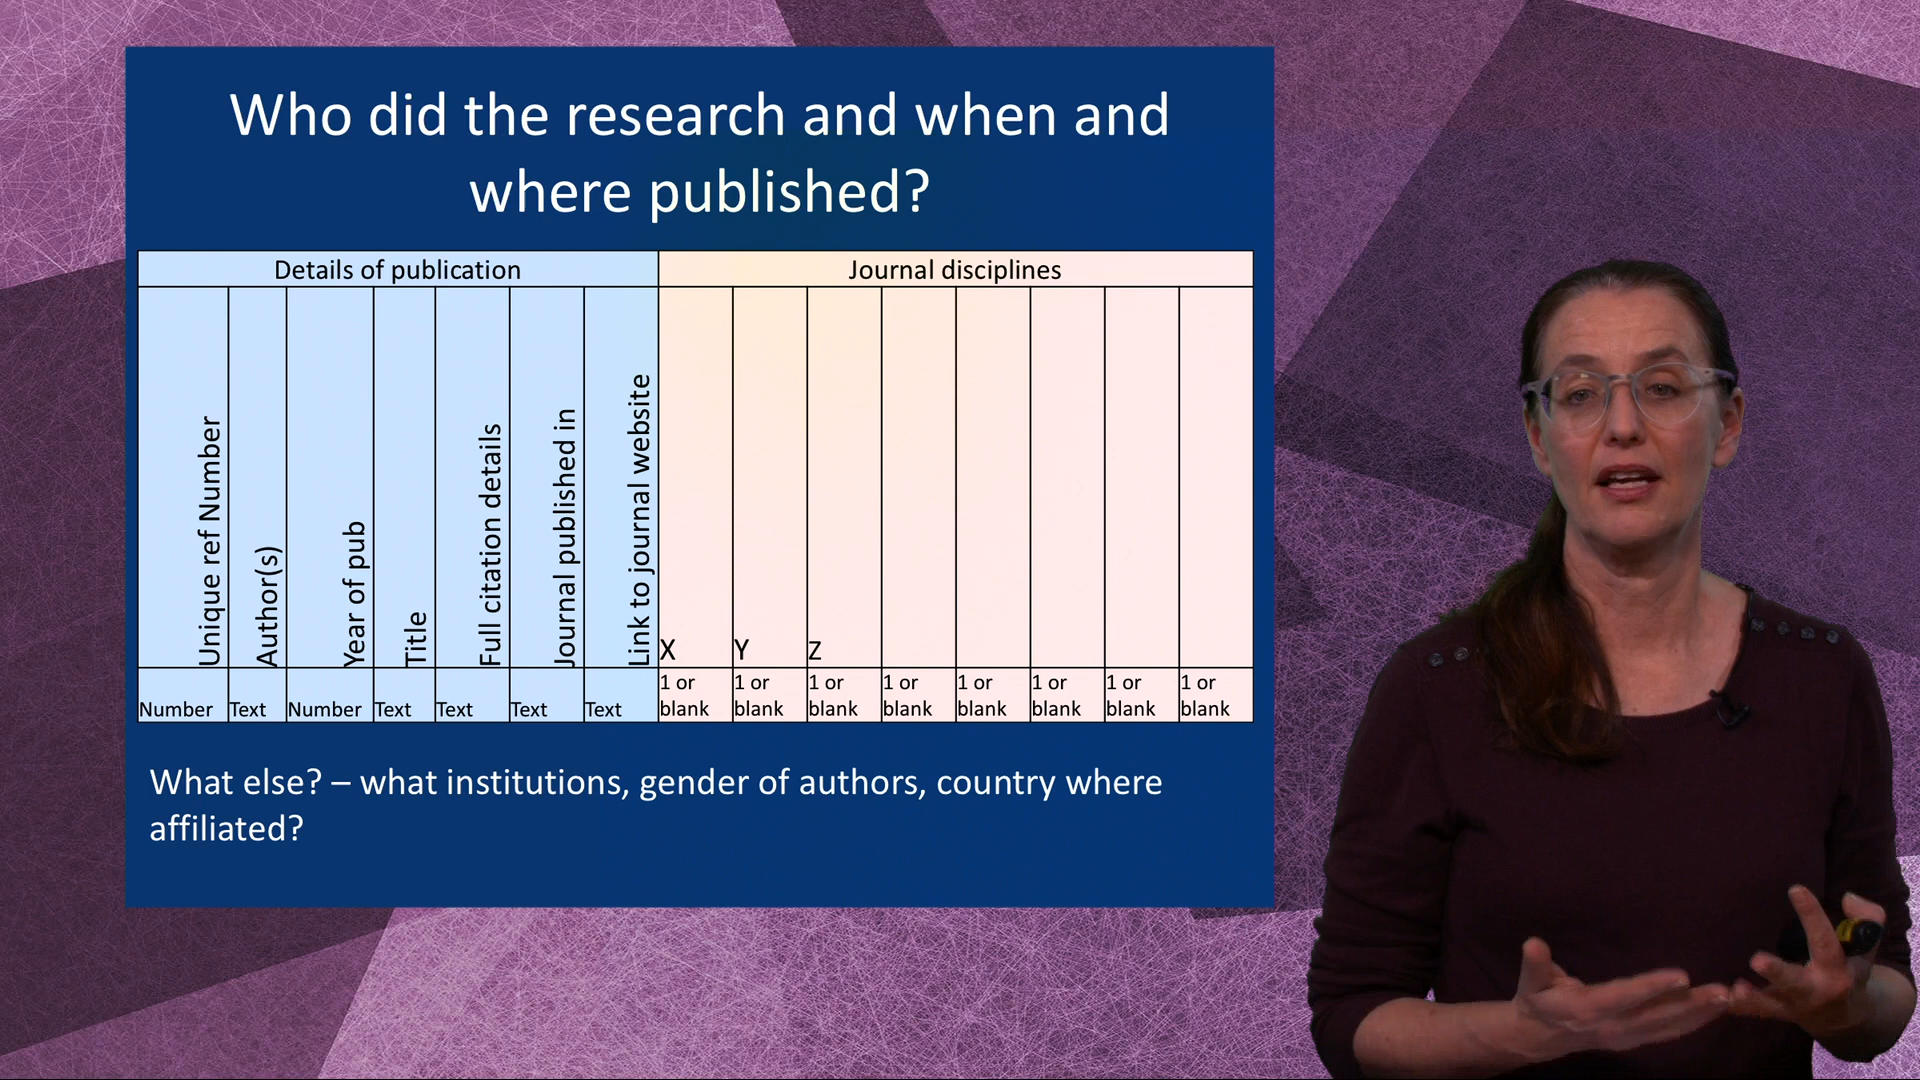 Who did the research and when and
where published?
Details of publication
Journal disciplines
Unique ref Number
Author(s)
Year of pub
Title
Full citation details
Journal published in
Link to journal website
X
Y
Z
Number
Text
Number
Text
Text
Text
Text
1 or
blank
1 or
blank
1 or
blank
1 or
blank
1 or
blank
1 or
blank
1 or
blank
1 or
blank
What else? – what institutions, gender of authors, country where
affiliated?